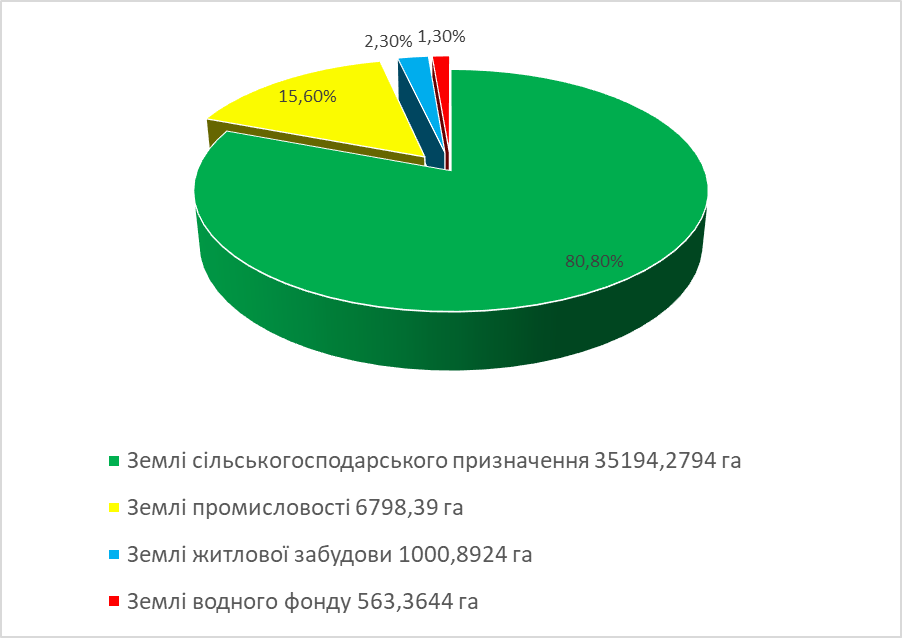 2,30% 1,30%
15,60%
80,80%
Землі сільськогосподарського призначення 35194,2794 га
Землі промисловості 6798,39 га
Землі житлової забудови 1000,8924 га
Землі водного фонду 563,3644 га